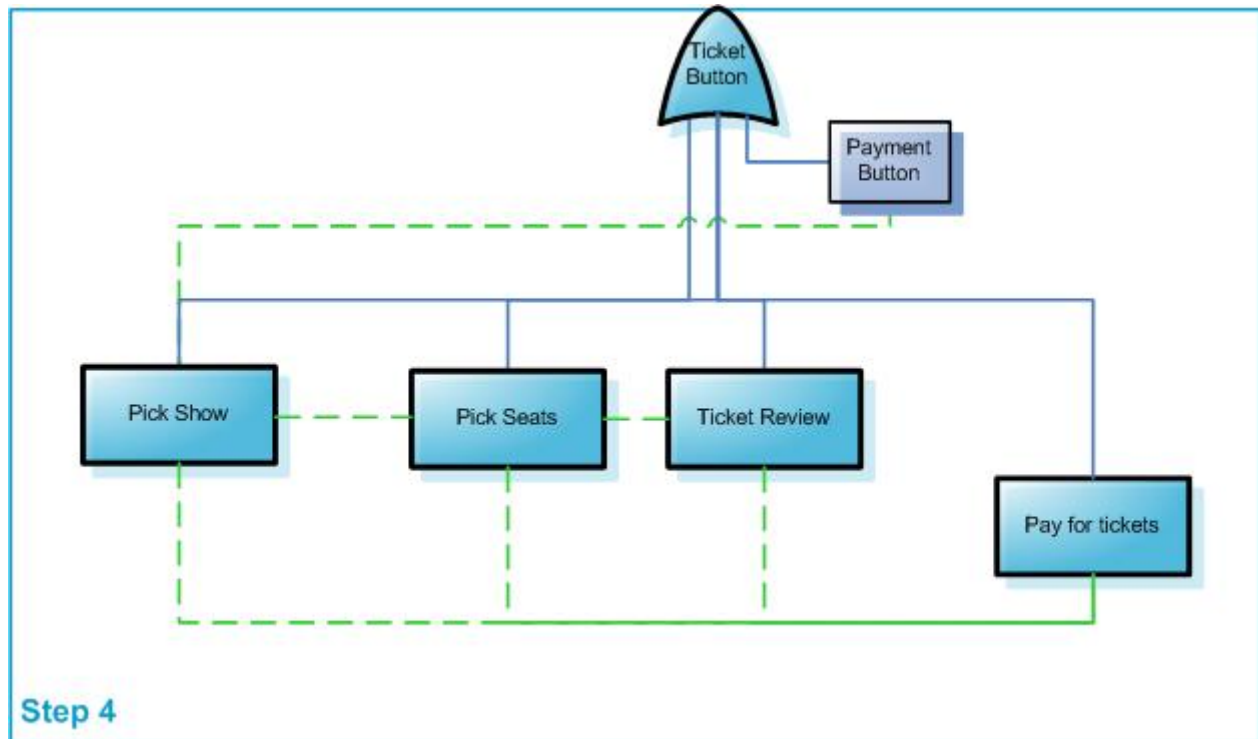 Ticket
Button
Payment
Button
Pick Show
Pick Seats
Ticket Review
Pay for tickets
Step 4